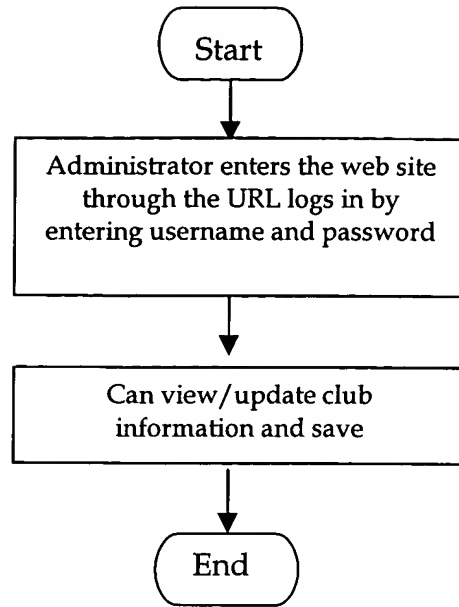 Start
Administrator enters the web site
through the URL logs in by
entering username and password
Can view/update club
information and save
End